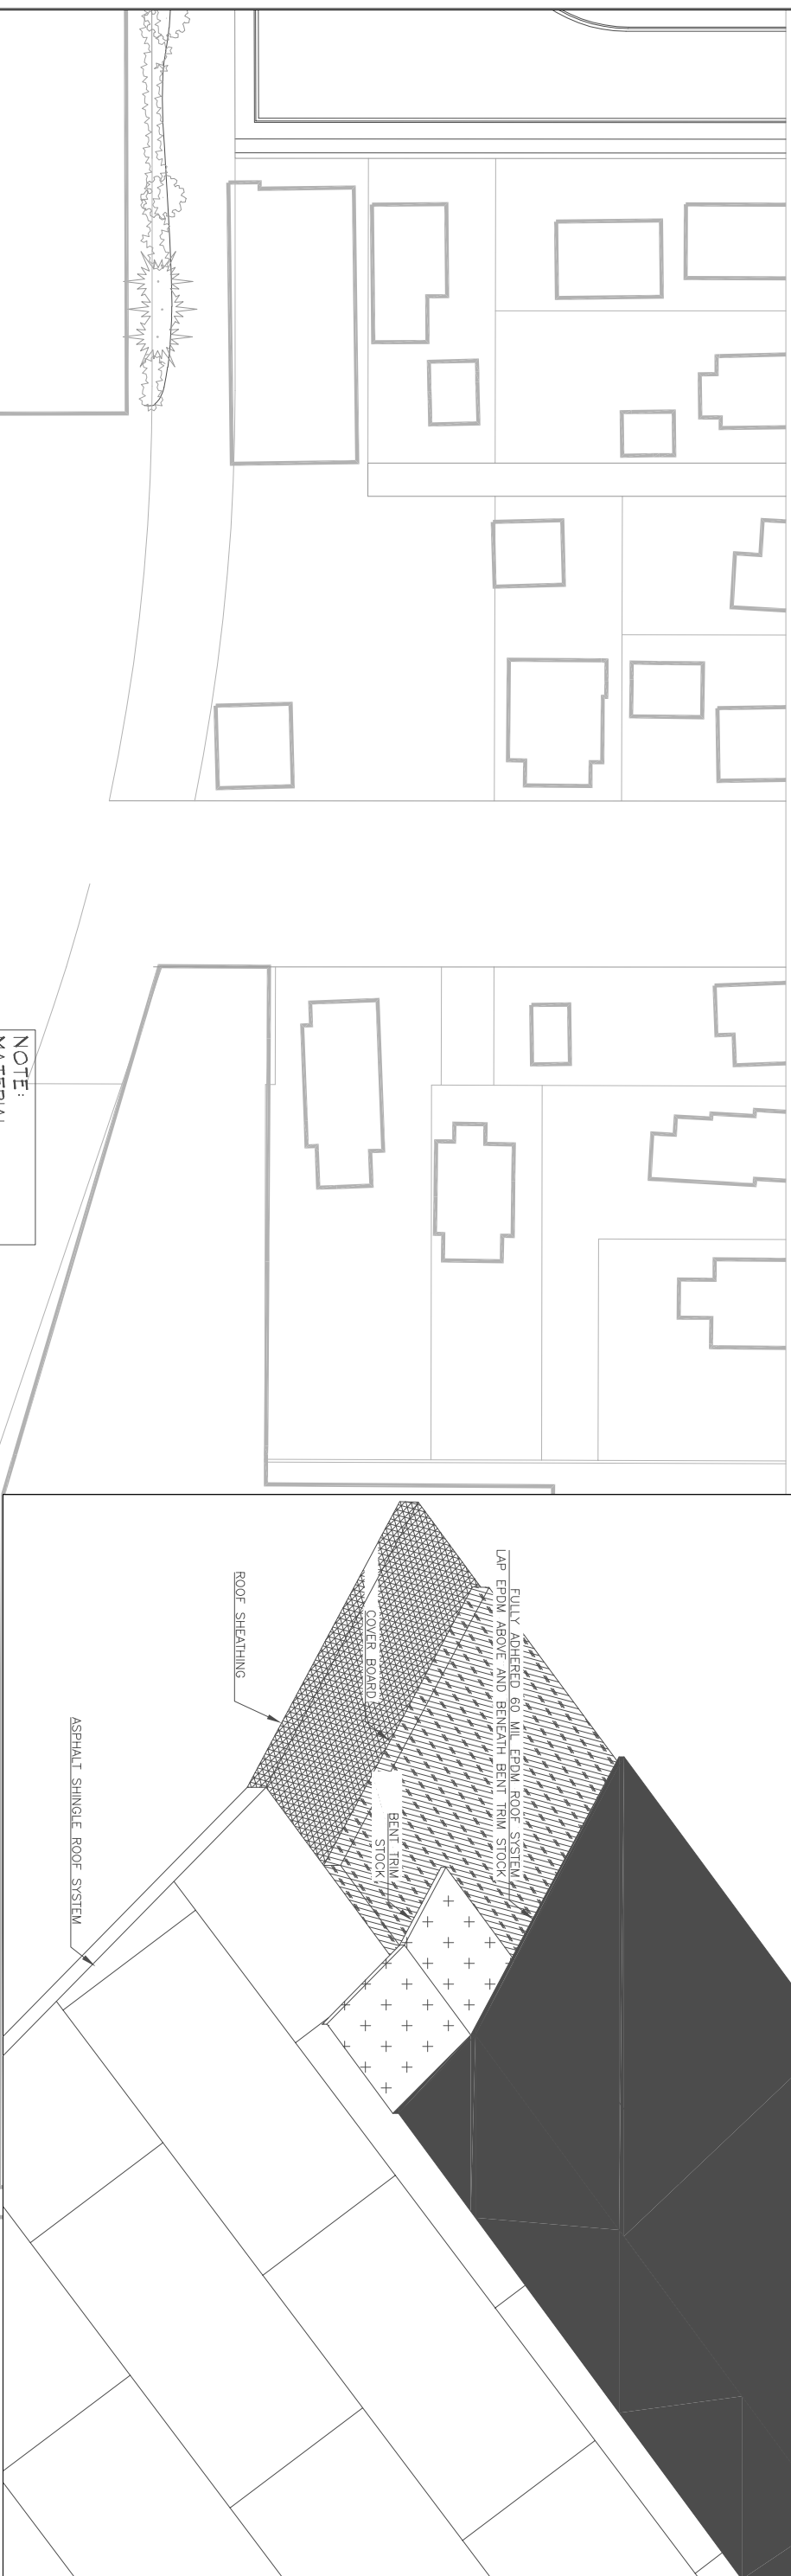 NOTE:
MATERIAL
FULLY ADHERED 60 MIL EPDM ROOF SYSTEM
LAP EPDM ABOVE AND BENEATH BENT TRIM STOCK
BENT TRIM
STOCK
COVER BOARD
ROOF SHEATHING
ASPHALT SHINGLE ROOF SYSTEM